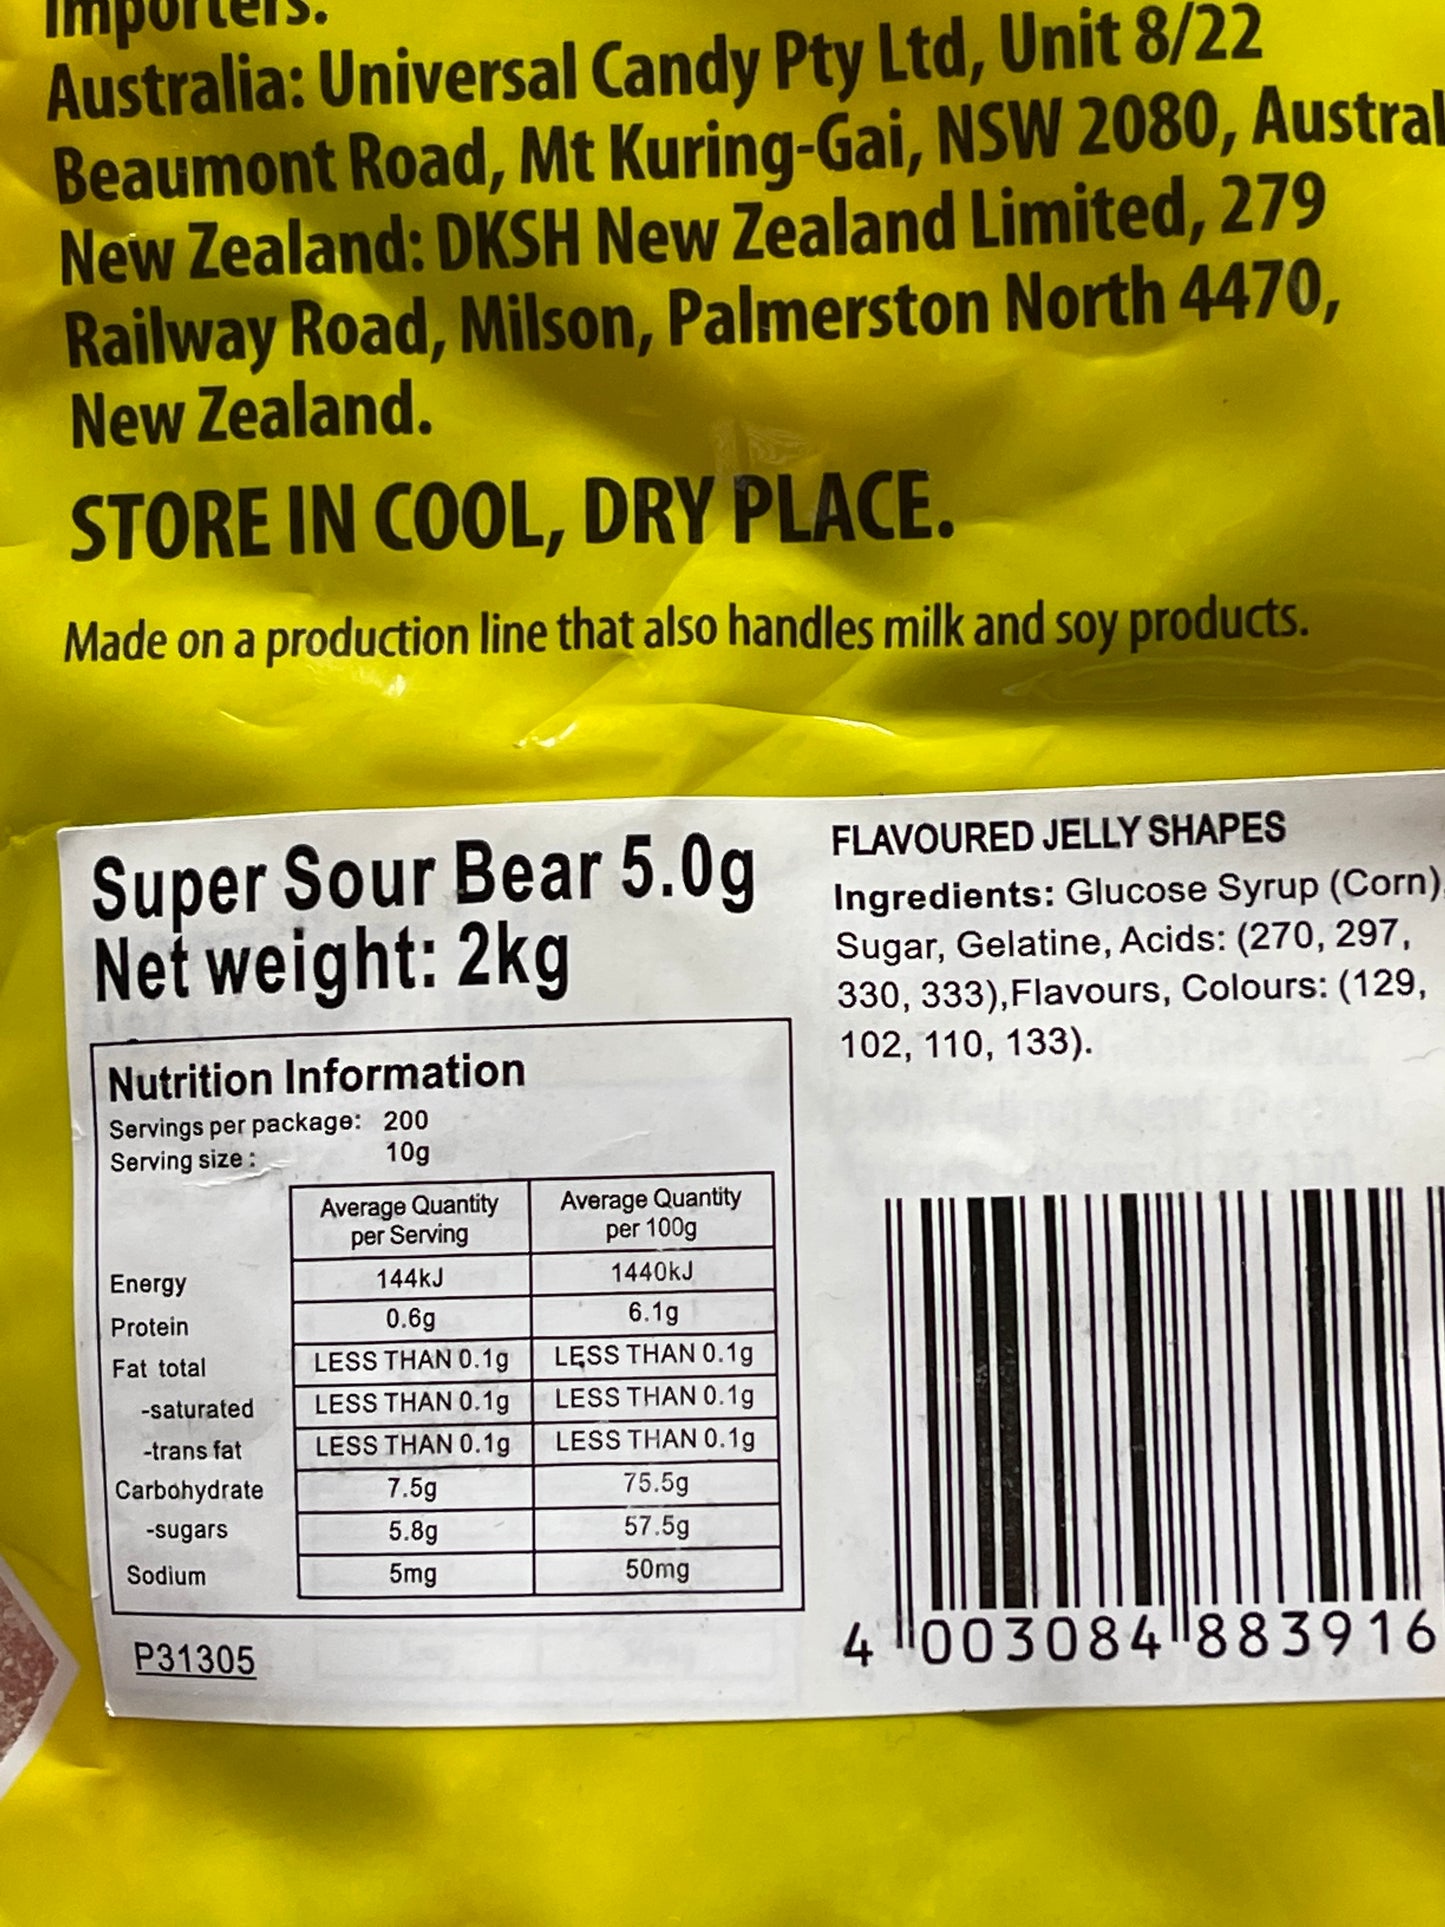 Importers:
Australia: Universal Candy Pty Ltd, Unit 8/22
Beaumont Road, Mt Kuring-Gai, NSW 2080, Austral
New Zealand: DKSH New Zealand Limited, 279
Railway Road, Milson, Palmerston North 4470,
New Zealand.
STORE IN COOL, DRY PLACE.
Made on a production line that also handles milk and soy products.
Super Sour Bear 5.0g
Net weight: 2kg
Nutrition Information
Servings per package: 200
Serving size : 10g
Average Quantity per Serving Average Quantity per 100g
Energy 144kJ 1440kJ
Protein 0.6g 6.1g
Fat total LESS THAN 0.1g LESS THAN 0.1g
-saturated LESS THAN 0.1g LESS THAN 0.1g
-trans fat LESS THAN 0.1g LESS THAN 0.1g
Carbohydrate 7.5g 75.5g
-sugars 5.8g 57.5g
Sodium 5mg 50mg
P31305
FLAVOURED JELLY SHAPES
Ingredients: Glucose Syrup (Corn),
Sugar, Gelatine, Acids: (270, 297,
330, 333),Flavours, Colours: (129,
102, 110, 133).
4 003084 883916